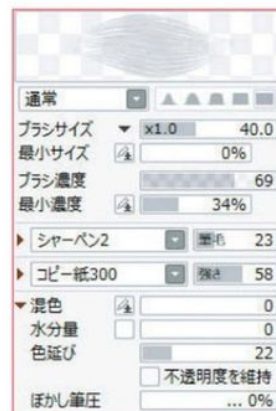 通常
ブラシサイズ ▼ x1.0 40.0
最小サイズ 0%
ブラシ濃度 69
最小濃度 34%
シャーペン2 筆毛 23
コピー紙300 強さ 58
混色 0
水分量 0
色延び 22
不透明度を維持
ぼかし筆圧 ... 0%